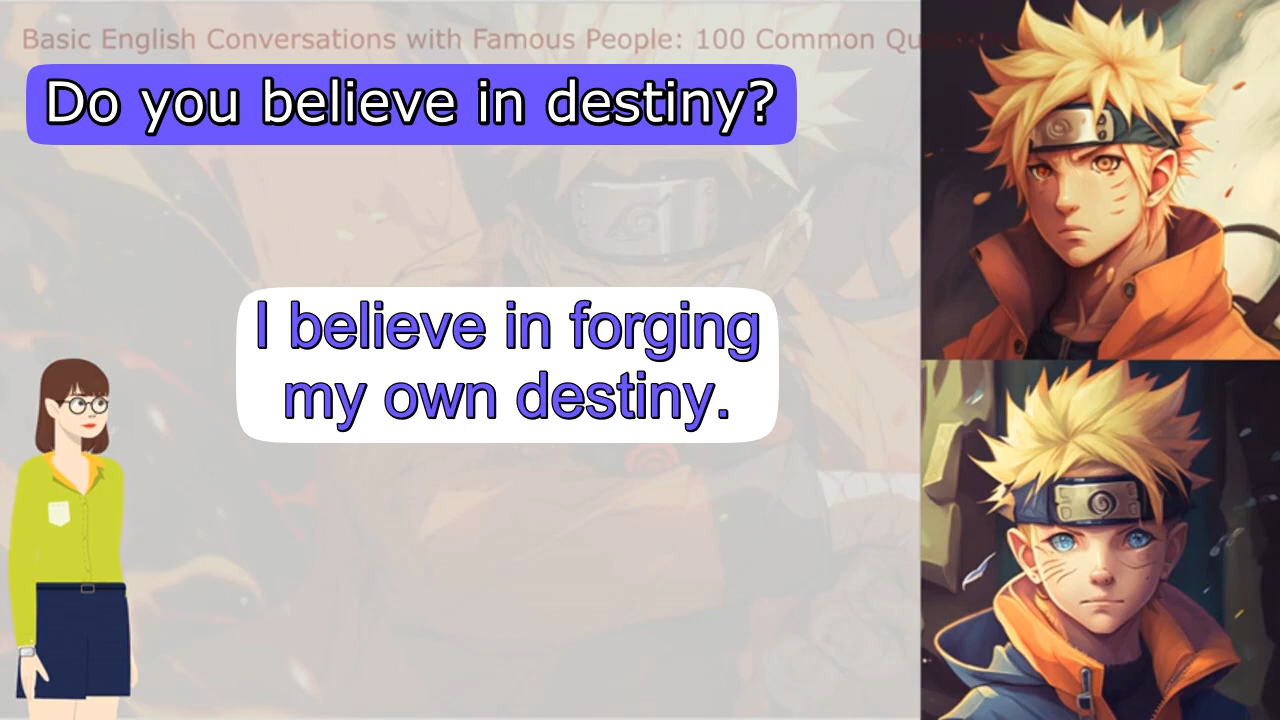 Basic English Conversations with Famous People: 100 Common
Do you believe in destiny?
I believe in forging
my own destiny.